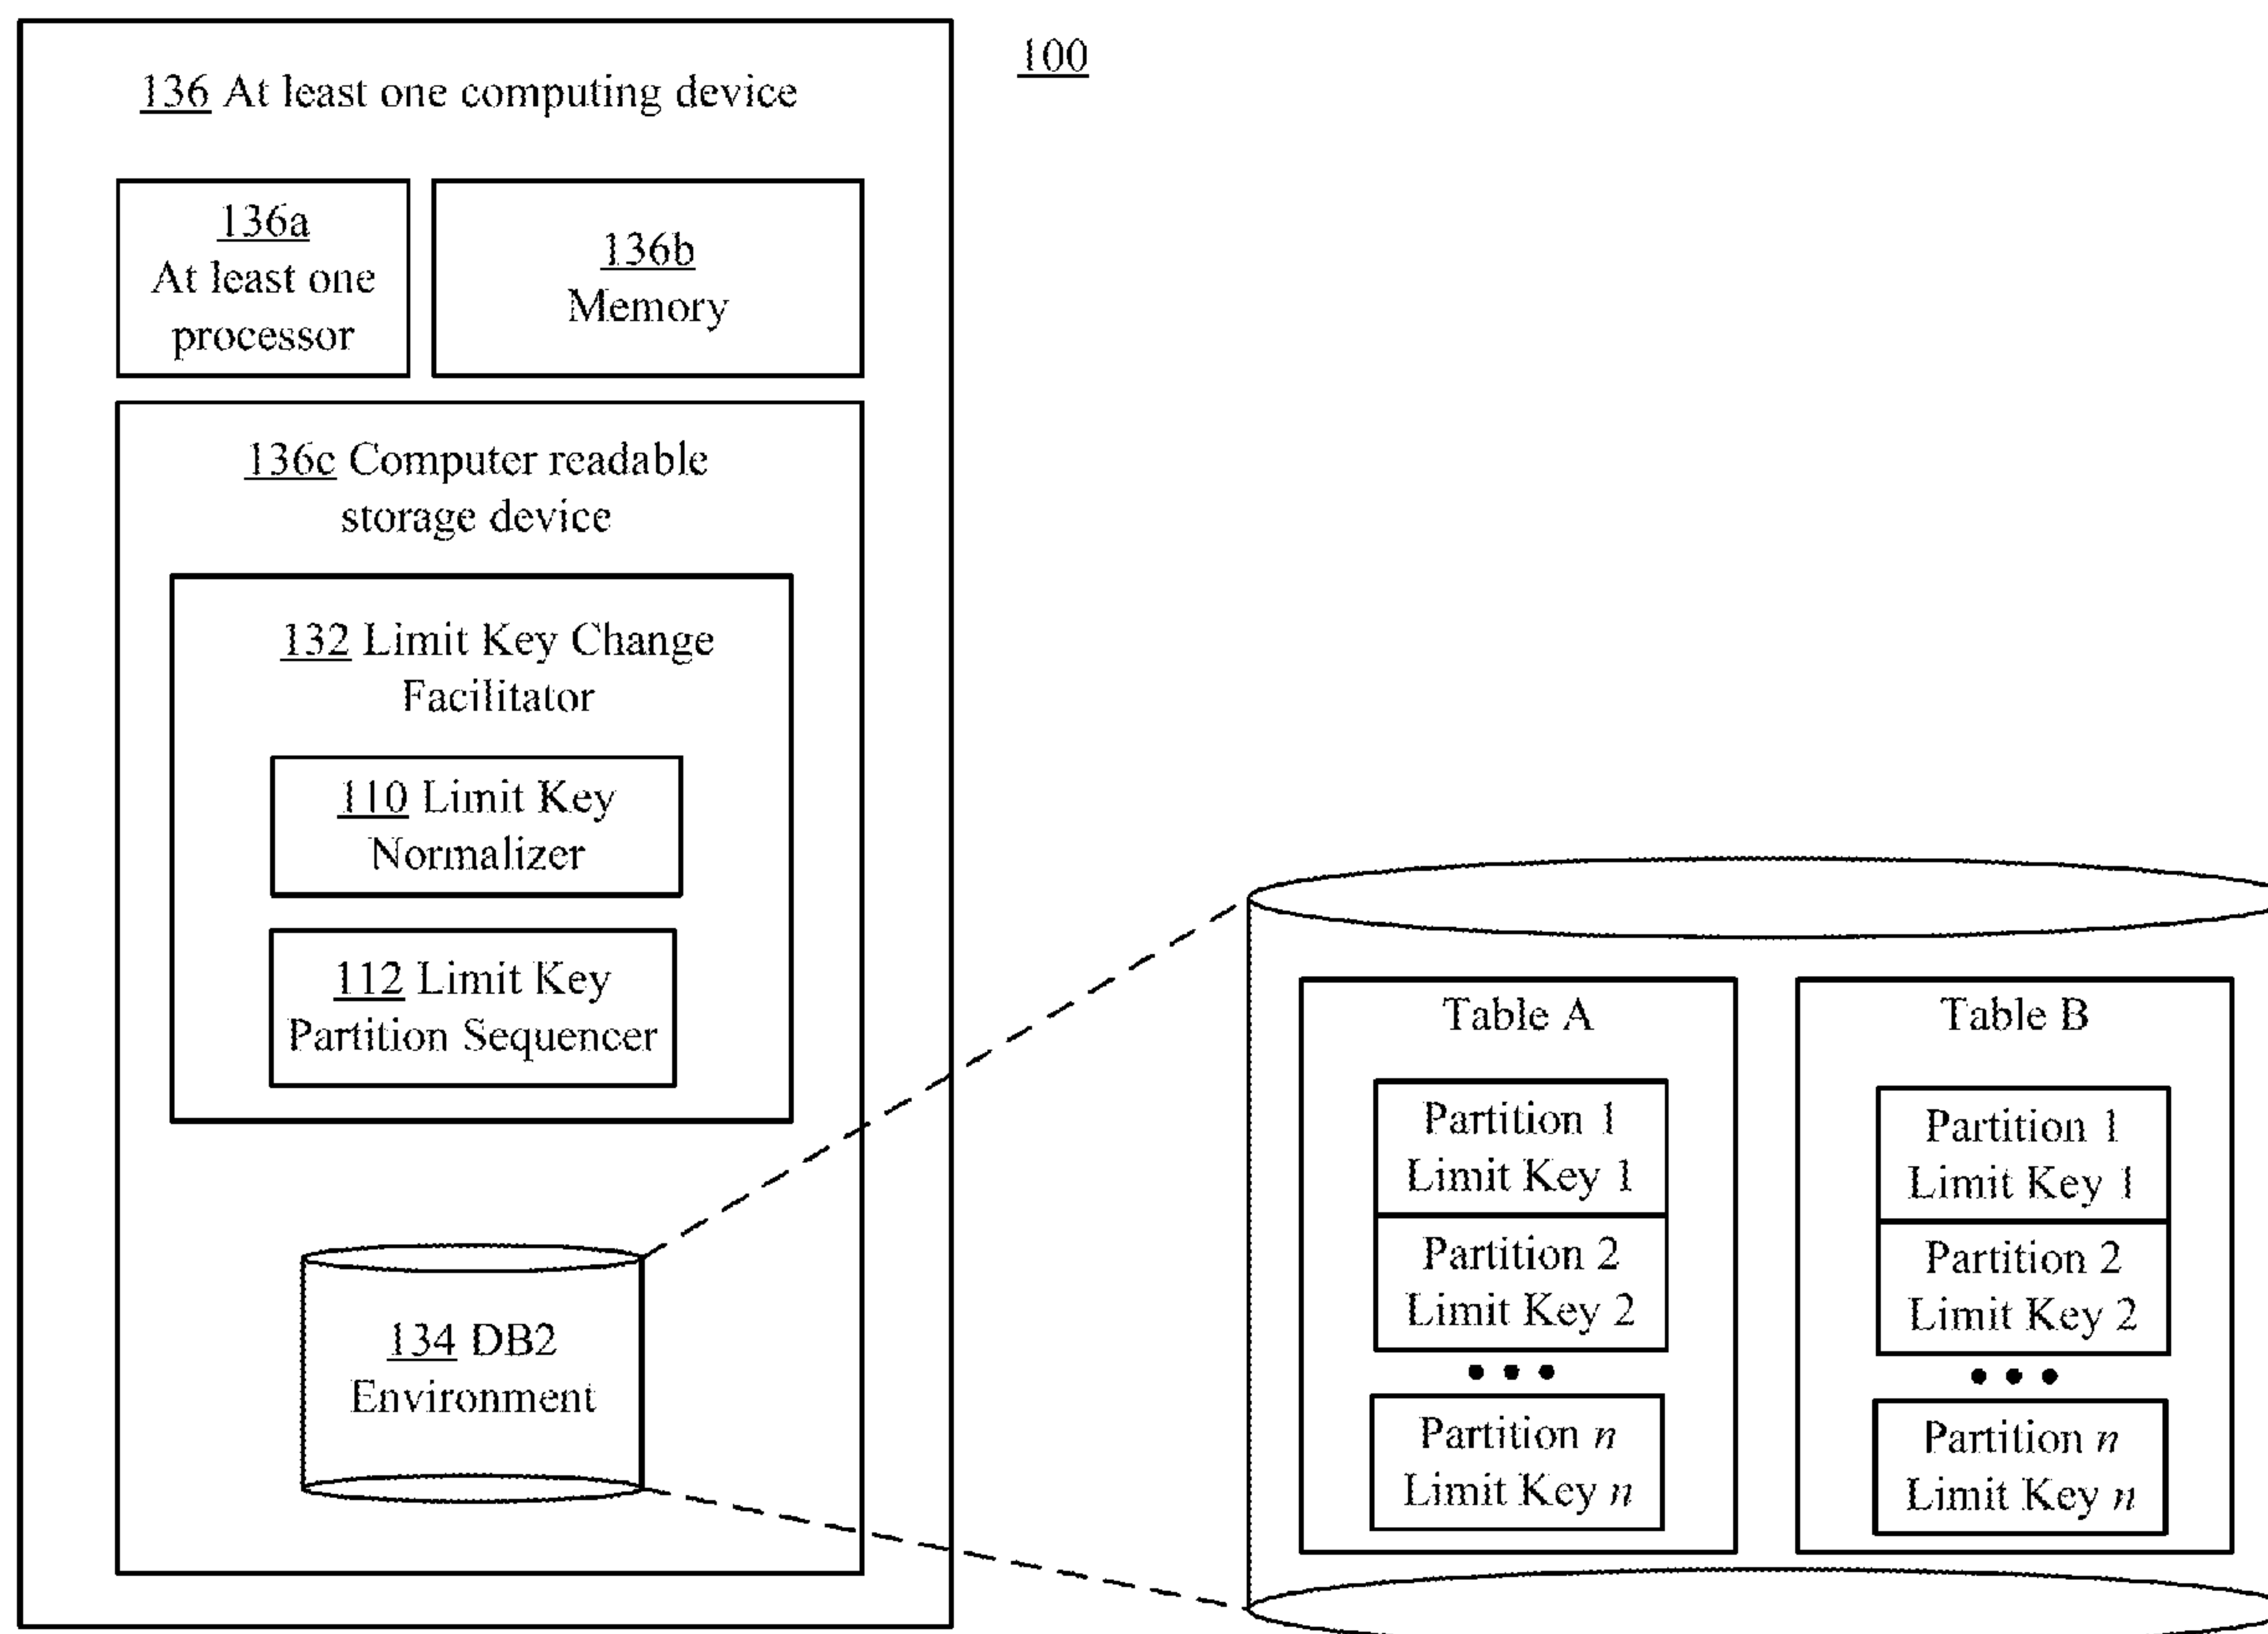 100
136 At least one computing device
136a
At least one
processor
136b
Memory
136c Computer readable
storage device
132 Limit Key Change
Facilitator
110 Limit Key
Normalizer
112 Limit Key
Partition Sequencer
134 DB2
Environment
Table A
Partition 1
Limit Key 1
Partition 2
Limit Key 2
• • •
Partition n
Limit Key n
Table B
Partition 1
Limit Key 1
Partition 2
Limit Key 2
• • •
Partition n
Limit Key n